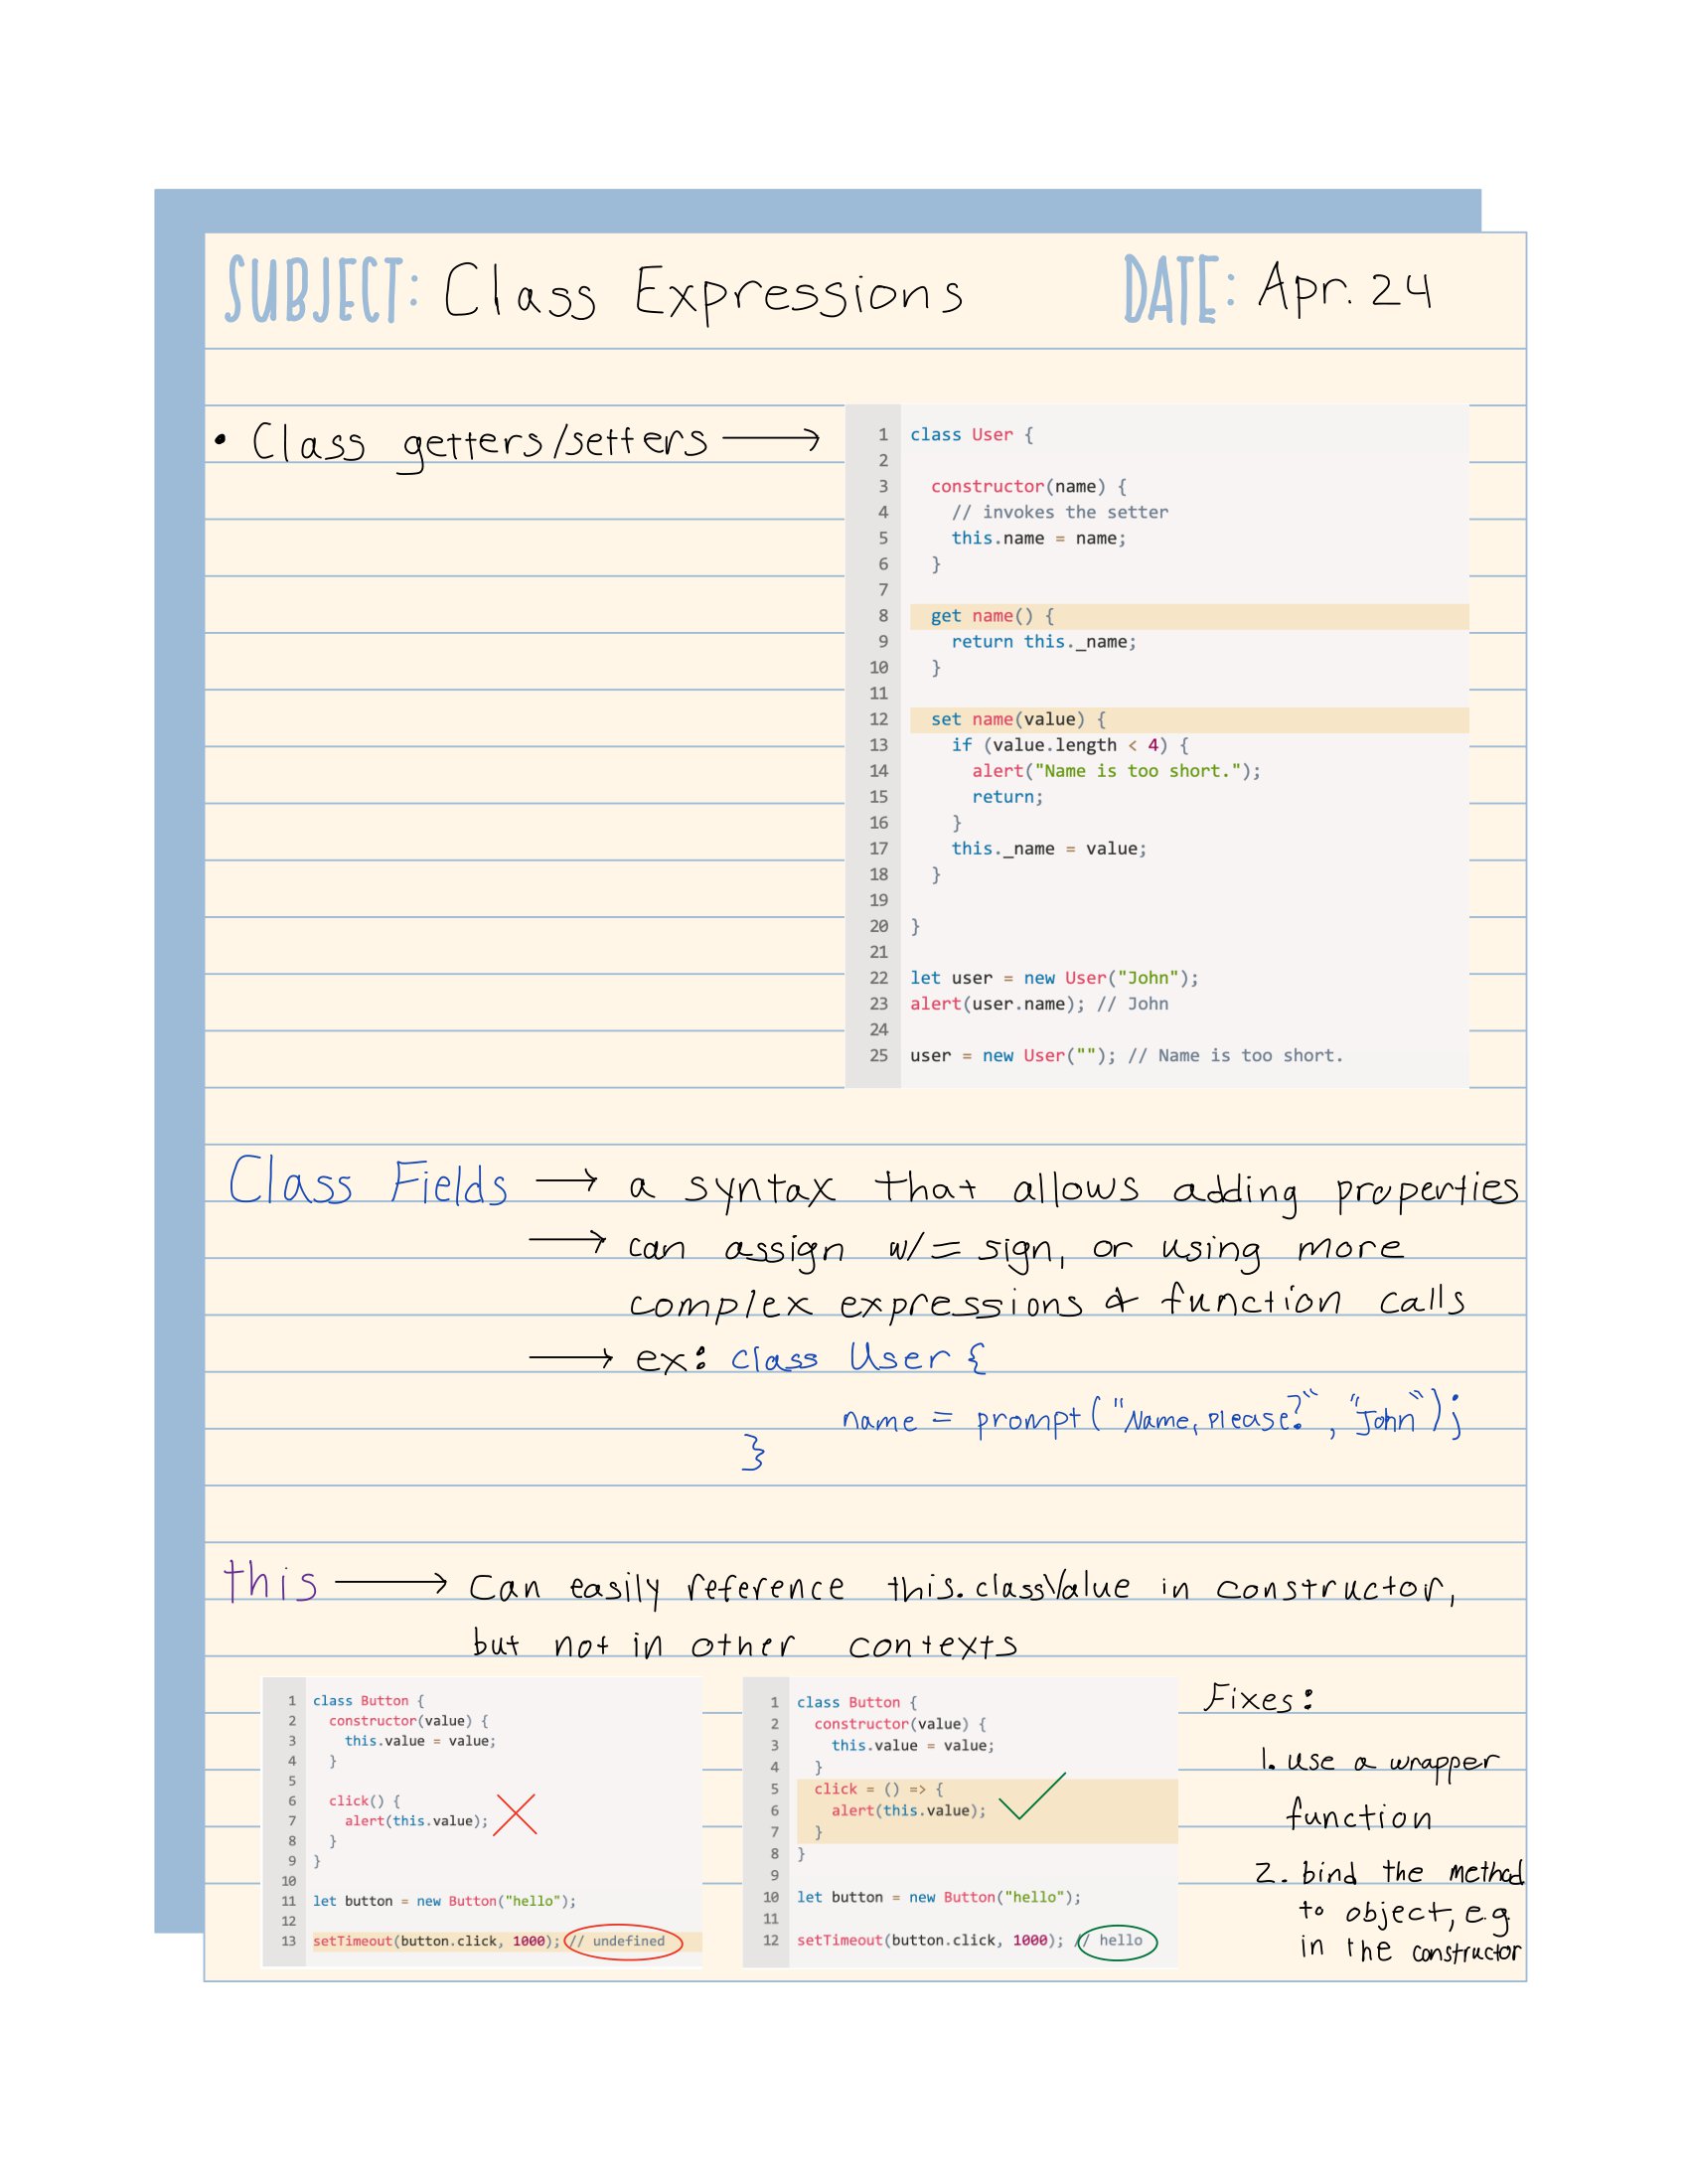 SUBJECT: Class Expressions DATE: Apr. 24
• Class getters/setters →
1 class User {
2
3   constructor(name) {
4     // invokes the setter
5     this.name = name;
6   }
7
8   get name() {
9     return this._name;
10   }
11
12   set name(value) {
13     if (value.length < 4) {
14       alert("Name is too short.");
15       return;
16     }
17     this._name = value;
18   }
19
20 }
21
22 let user = new User("John");
23 alert(user.name); // John
24
25 user = new User(""); // Name is too short.
Class Fields → a syntax that allows adding properties
→ can assign w/ = sign, or using more
complex expressions & function calls
→ ex: class User {
name = prompt("Name, please?", "John");
}
this → Can easily reference this.classValue in constructor,
but not in other contexts
1 class Button {
2   constructor(value) {
3     this.value = value;
4   }
5
6   click() {
7     alert(this.value);
8   }
9 }
10
11 let button = new Button("hello");
12
13 setTimeout(button.click, 1000); // undefined
1 class Button {
2   constructor(value) {
3     this.value = value;
4   }
5   click = () => {
6     alert(this.value);
7   }
8 }
9
10 let button = new Button("hello");
11
12 setTimeout(button.click, 1000); // hello
Fixes:
1. use a wrapper
function
2. bind the method
to object, e.g.
in the constructor